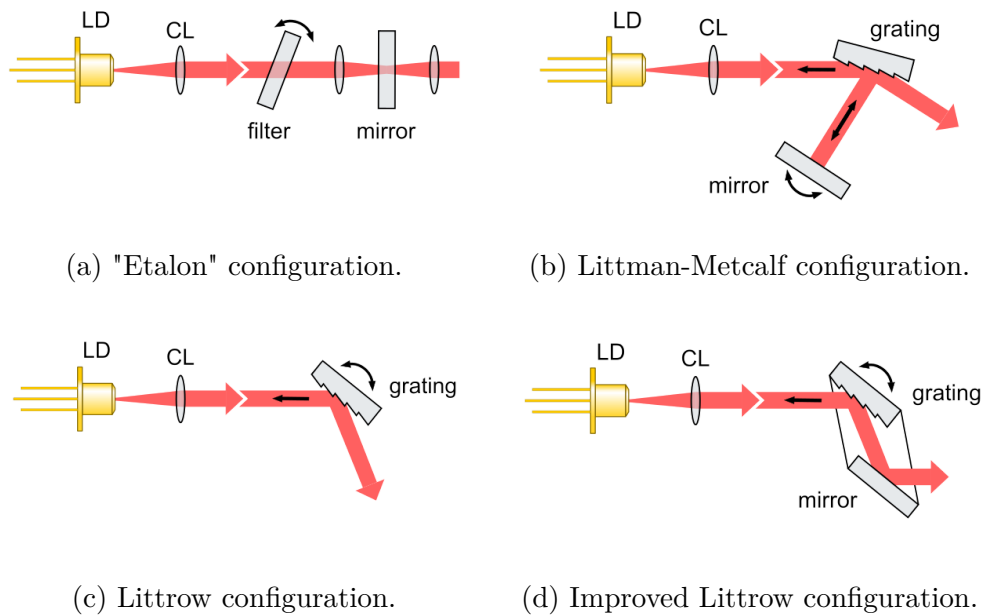 LD
CL
filter
mirror
(a) "Etalon" configuration.
LD
CL
grating
mirror
(b) Littman-Metcalf configuration.
LD
CL
grating
(c) Littrow configuration.
LD
CL
grating
mirror
(d) Improved Littrow configuration.